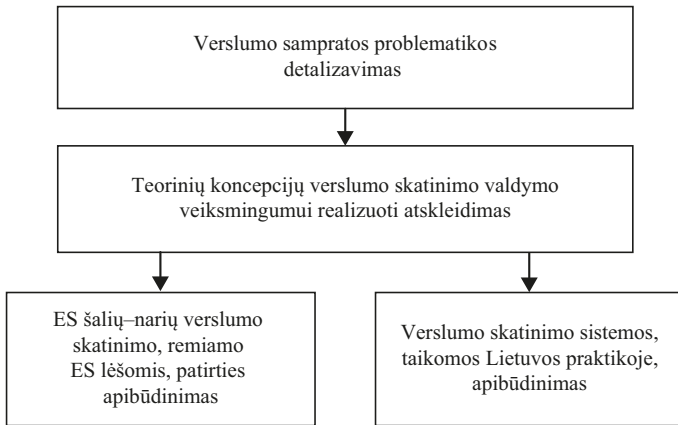 Verslumo sampratos problematikos
detalizavimas
Teorinių koncepcijų verslumo skatinimo valdymo
veiksmingumui realizuoti atskleidimas
ES šalių–narių verslumo
skatinimo, remiamo
ES lėšomis, patirties
apibūdinimas
Verslumo skatinimo sistemos,
taikomos Lietuvos praktikoje,
apibūdinimas